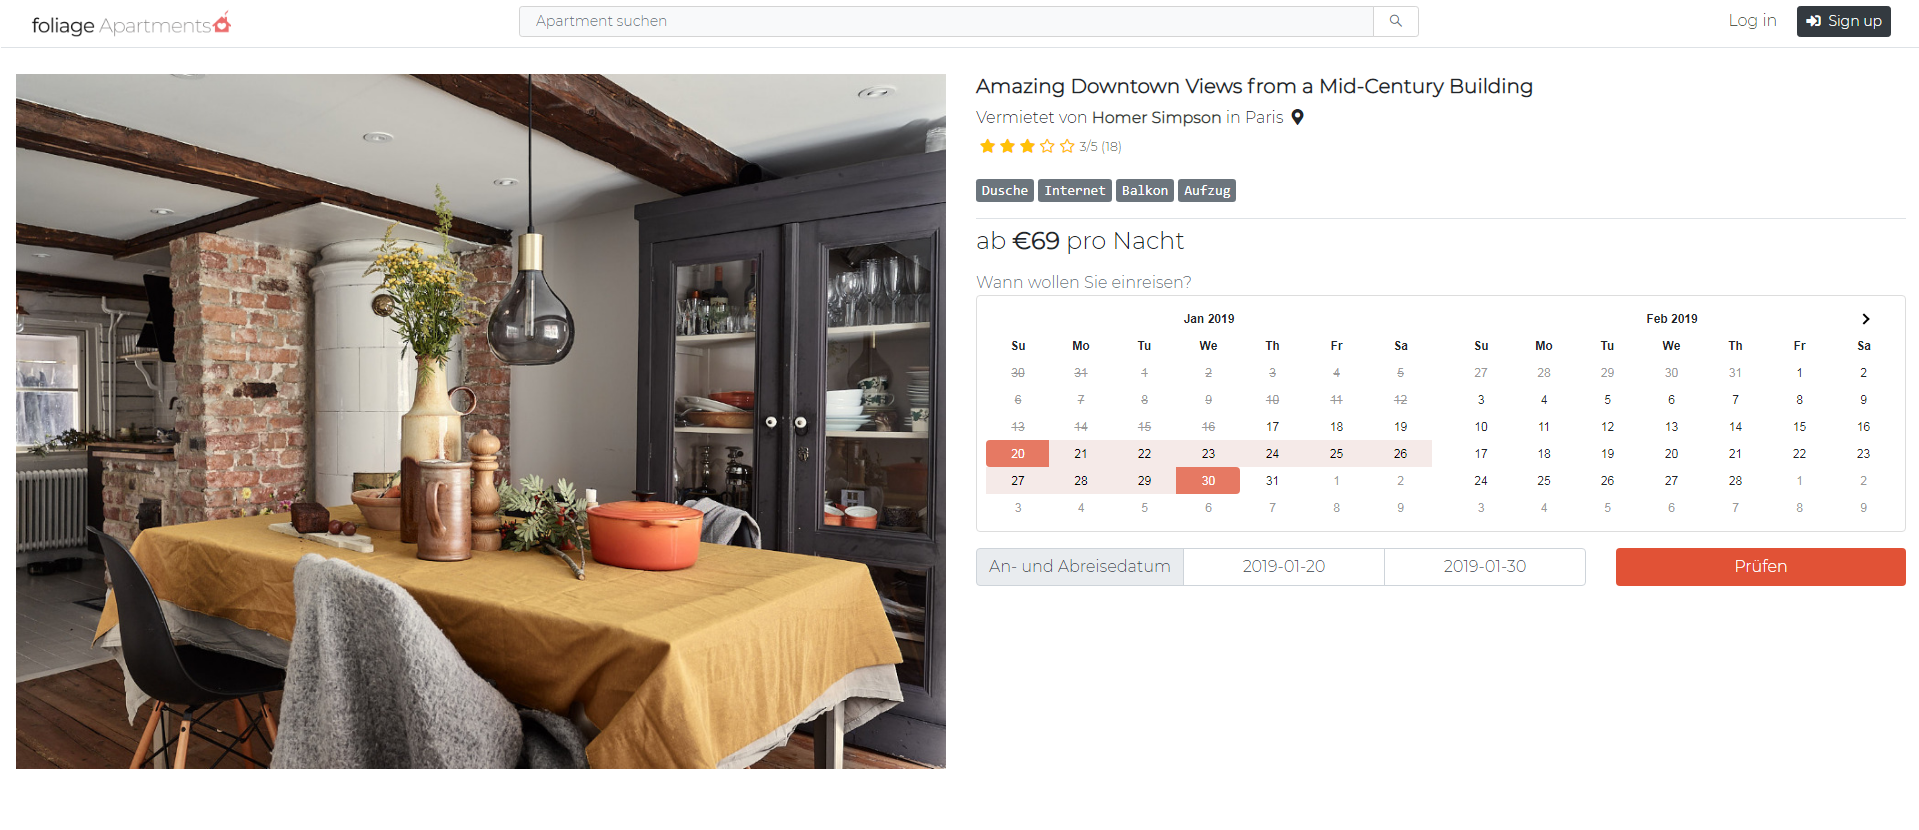 foliage Apartments
Apartment suchen
Log in
Sign up
Amazing Downtown Views from a Mid-Century Building
Vermietet von Homer Simpson in Paris
3/5 (18)
Dusche Internet Balkon Aufzug
ab €69 pro Nacht
Wann wollen Sie einreisen?
Jan 2019
Su Mo Tu We Th Fr Sa
30 31 1 2 3 4 5
6 7 8 9 10 11 12
13 14 15 16 17 18 19
20 21 22 23 24 25 26
27 28 29 30 31 1 2
3 4 5 6 7 8 9
Feb 2019
Su Mo Tu We Th Fr Sa
27 28 29 30 31 1 2
3 4 5 6 7 8 9
10 11 12 13 14 15 16
17 18 19 20 21 22 23
24 25 26 27 28 1 2
3 4 5 6 7 8 9
An- und Abreisedatum 2019-01-20 2019-01-30
Prüfen